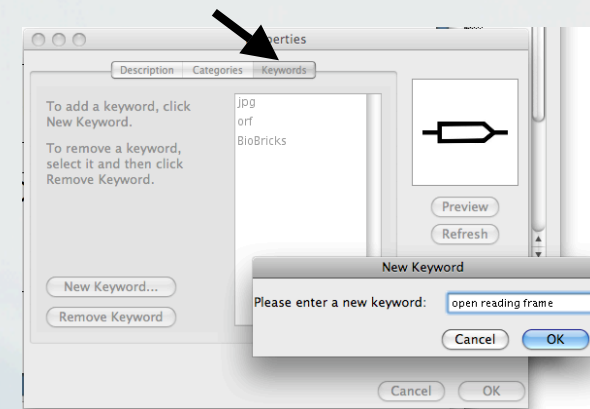 perties
Description Categories Keywords
To add a keyword, click
New Keyword.
To remove a keyword,
select it and then click
Remove Keyword.
jpg
orf
BioBricks
Preview
Refresh
New Keyword...
Remove Keyword
New Keyword
Please enter a new keyword: open reading frame
Cancel OK
Cancel OK